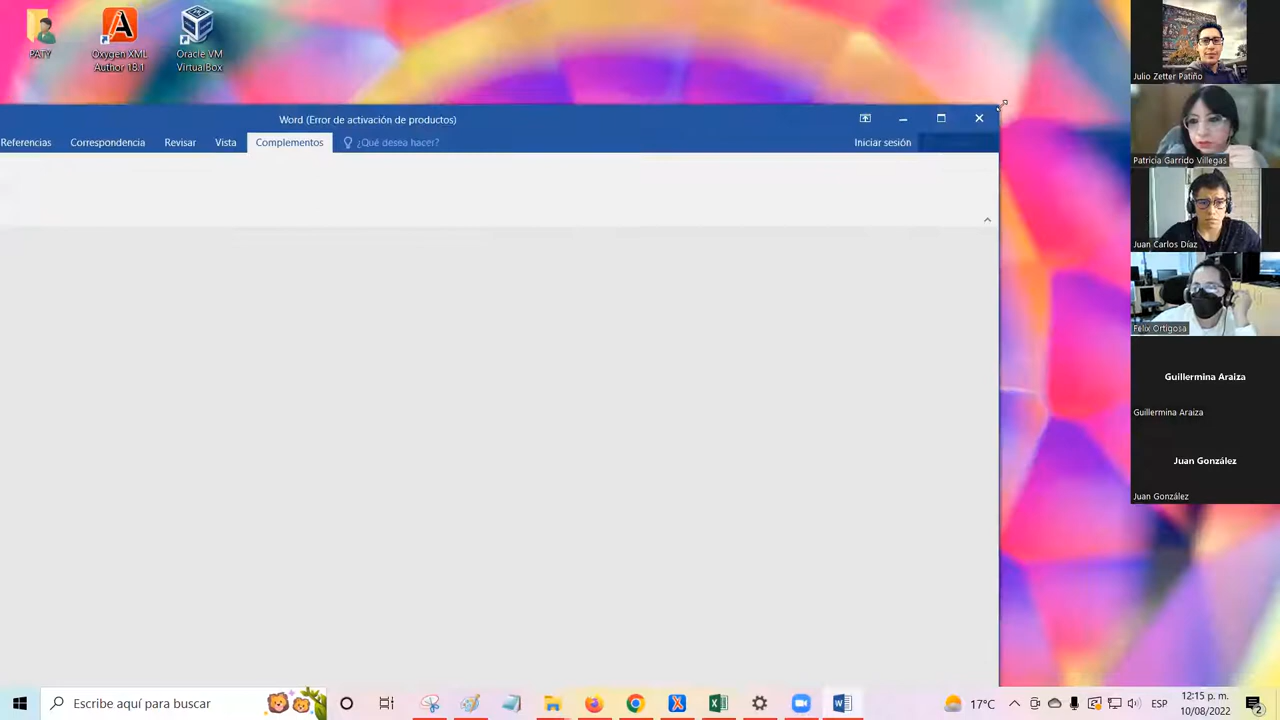 PATY
Oxygen XML
Author 18.1
Oracle VM
VirtualBox
Word (Error de activación de productos)
Referencias
Correspondencia
Revisar
Vista
Complementos
¿Qué desea hacer?
Iniciar sesión
Julio Zetter Patiño
Patricia Garrido Villegas
Juan Carlos Díaz
Félix Ortigosa
Guillermina Araiza
Guillermina Araiza
Juan González
Juan González
Escribe aquí para buscar
17°C
ESP
12:15 p. m.
10/08/2022
2